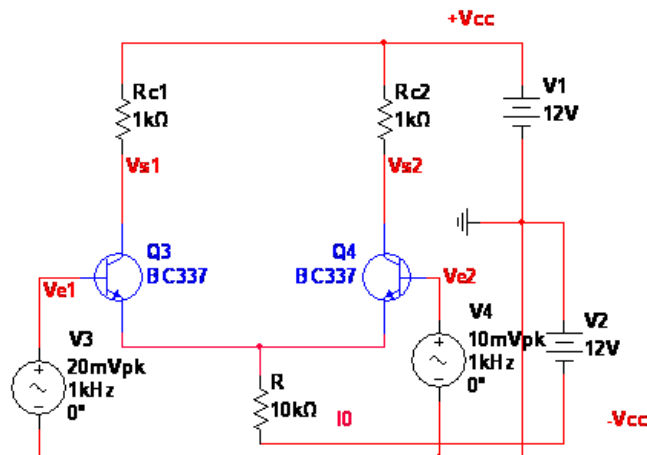 +Vcc
Rc1
1kΩ
Rc2
1kΩ
V1
12V
Vs1
Vs2
Q3
BC337
Q4
BC337
Ve1
Ve2
V3
20mVpk
1kHz
0°
V4
10mVpk
1kHz
0°
V2
12V
R
10kΩ
I0
-Vcc